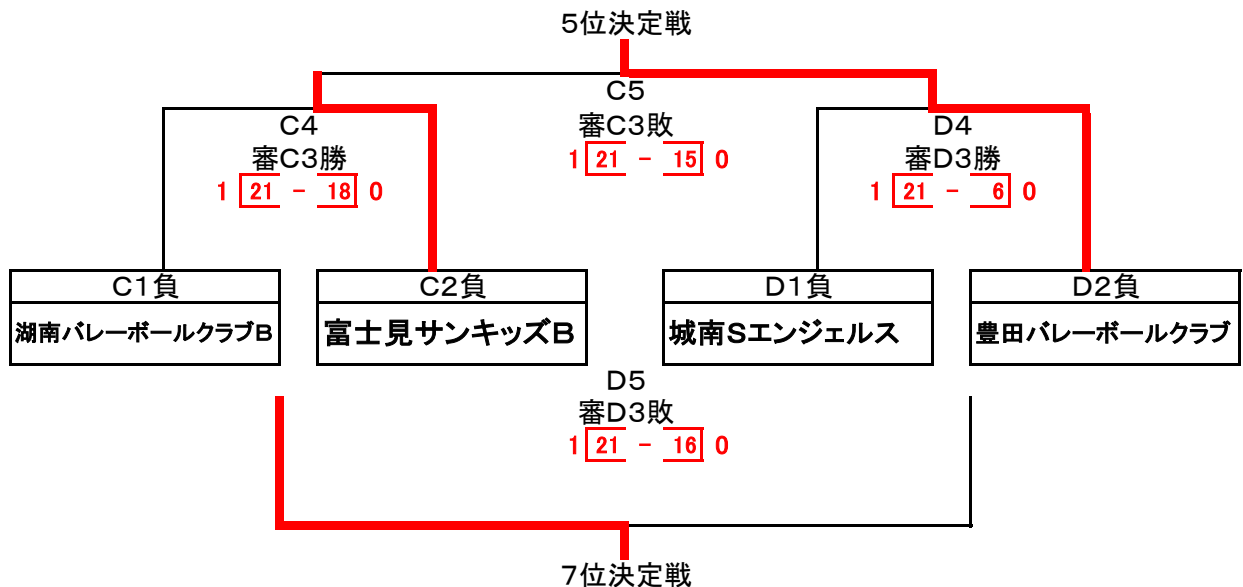 5位決定戦
C5
審C3敗
1 21 - 15 0
C4
審C3勝
1 21 - 18 0
D4
審D3勝
1 21 - 6 0
C1負
C2負
D1負
D2負
湖南バレーボールクラブB
富士見サンキッズB
城南Sエンジェルス
豊田バレーボールクラブ
D5
審D3敗
1 21 - 16 0
7位決定戦